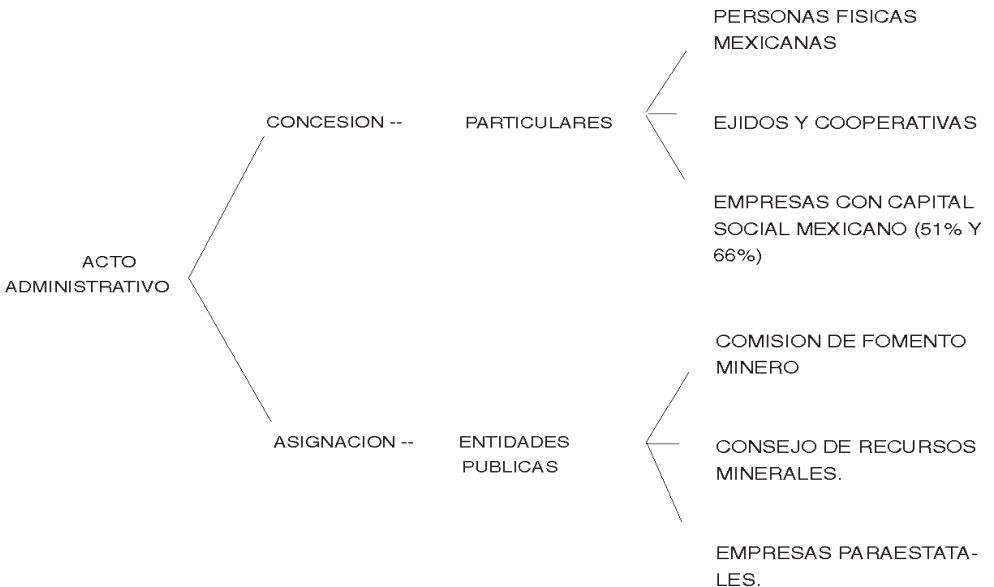 PERSONAS FISICAS
MEXICANAS
CONCESION --
PARTICULARES
EJIDOS Y COOPERATIVAS
EMPRESAS CON CAPITAL
SOCIAL MEXICANO (51% Y
66%)
ACTO
ADMINISTRATIVO
COMISION DE FOMENTO
MINERO
ASIGNACION --
ENTIDADES
PUBLICAS
CONSEJO DE RECURSOS
MINERALES.
EMPRESAS PARAESTATA-
LES.